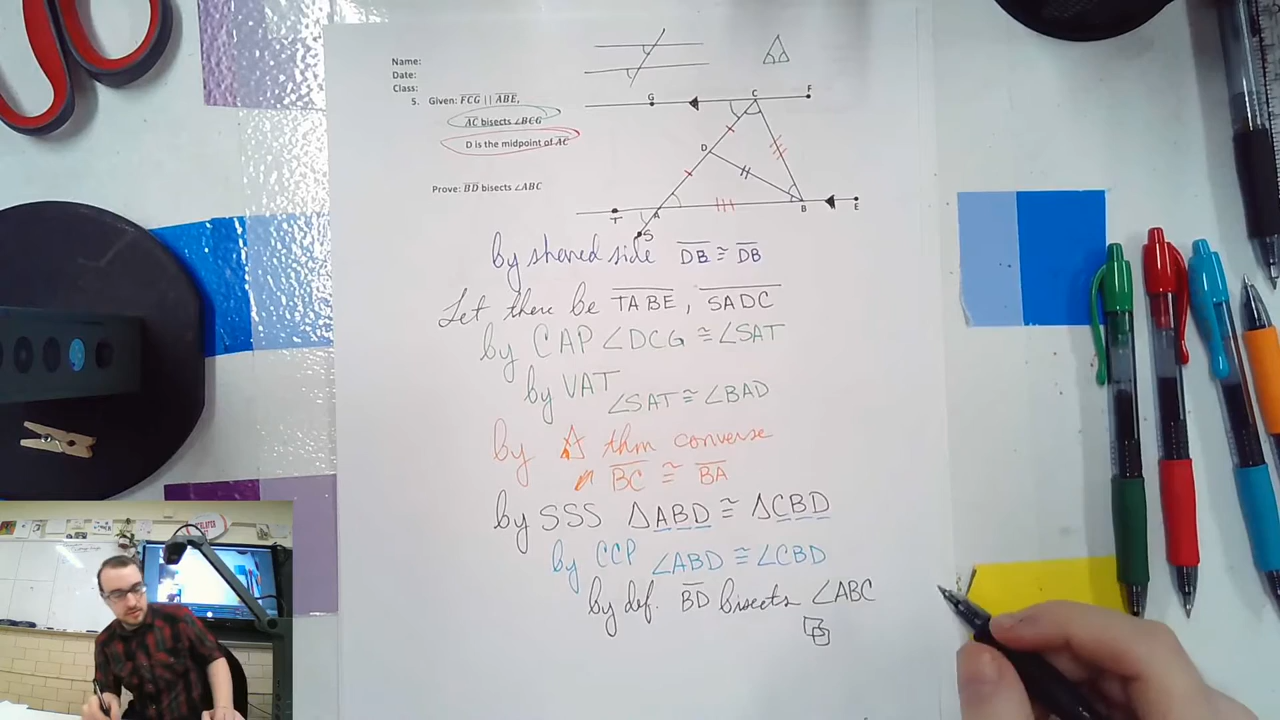 Name:
Date:
Class:
5. Given: FCG || ABE,
AC bisects ∠BCG
D is the midpoint of AC
Prove: BD bisects ∠ABC
G
C
F
D
T
A
B
E
S
by shared side DB ≅ DB
Let there be TABE, SADC
by CAP ∠DCG ≅ ∠SAT
by VAT
∠SAT ≅ ∠BAD
by thm converse
BC ≅ BA
by SSS ΔABD ≅ ΔCBD
by CCP ∠ABD ≅ ∠CBD
by def. BD bisects ∠ABC